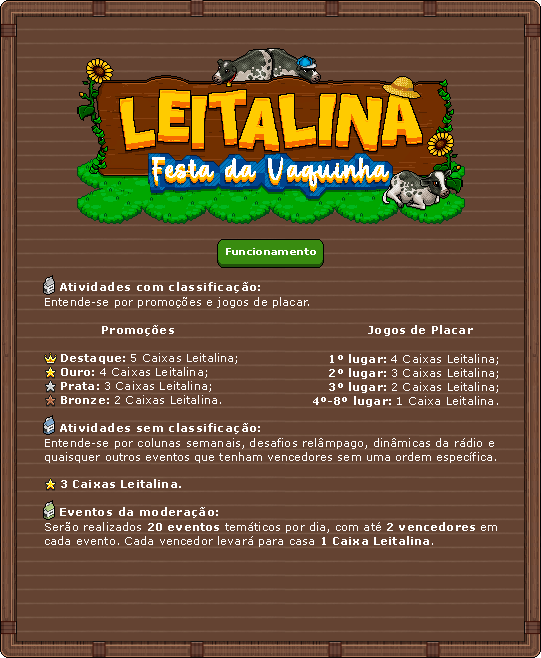 LEITALINA
Festa da Vaquinha
Funcionamento
Atividades com classificação:
Entende-se por promoções e jogos de placar.
Promoções
Destaque: 5 Caixas Leitalina;
Ouro: 4 Caixas Leitalina;
Prata: 3 Caixas Leitalina;
Bronze: 2 Caixas Leitalina.
Jogos de Placar
1º lugar: 4 Caixas Leitalina;
2º lugar: 3 Caixas Leitalina;
3º lugar: 2 Caixas Leitalina;
4º-8º lugar: 1 Caixa Leitalina.
Atividades sem classificação:
Entende-se por colunas semanais, desafios relâmpago, dinâmicas da rádio e
quaisquer outros eventos que tenham vencedores sem uma ordem específica.
3 Caixas Leitalina.
Eventos da moderação:
Serão realizados 20 eventos temáticos por dia, com até 2 vencedores em
cada evento. Cada vencedor levará para casa 1 Caixa Leitalina.